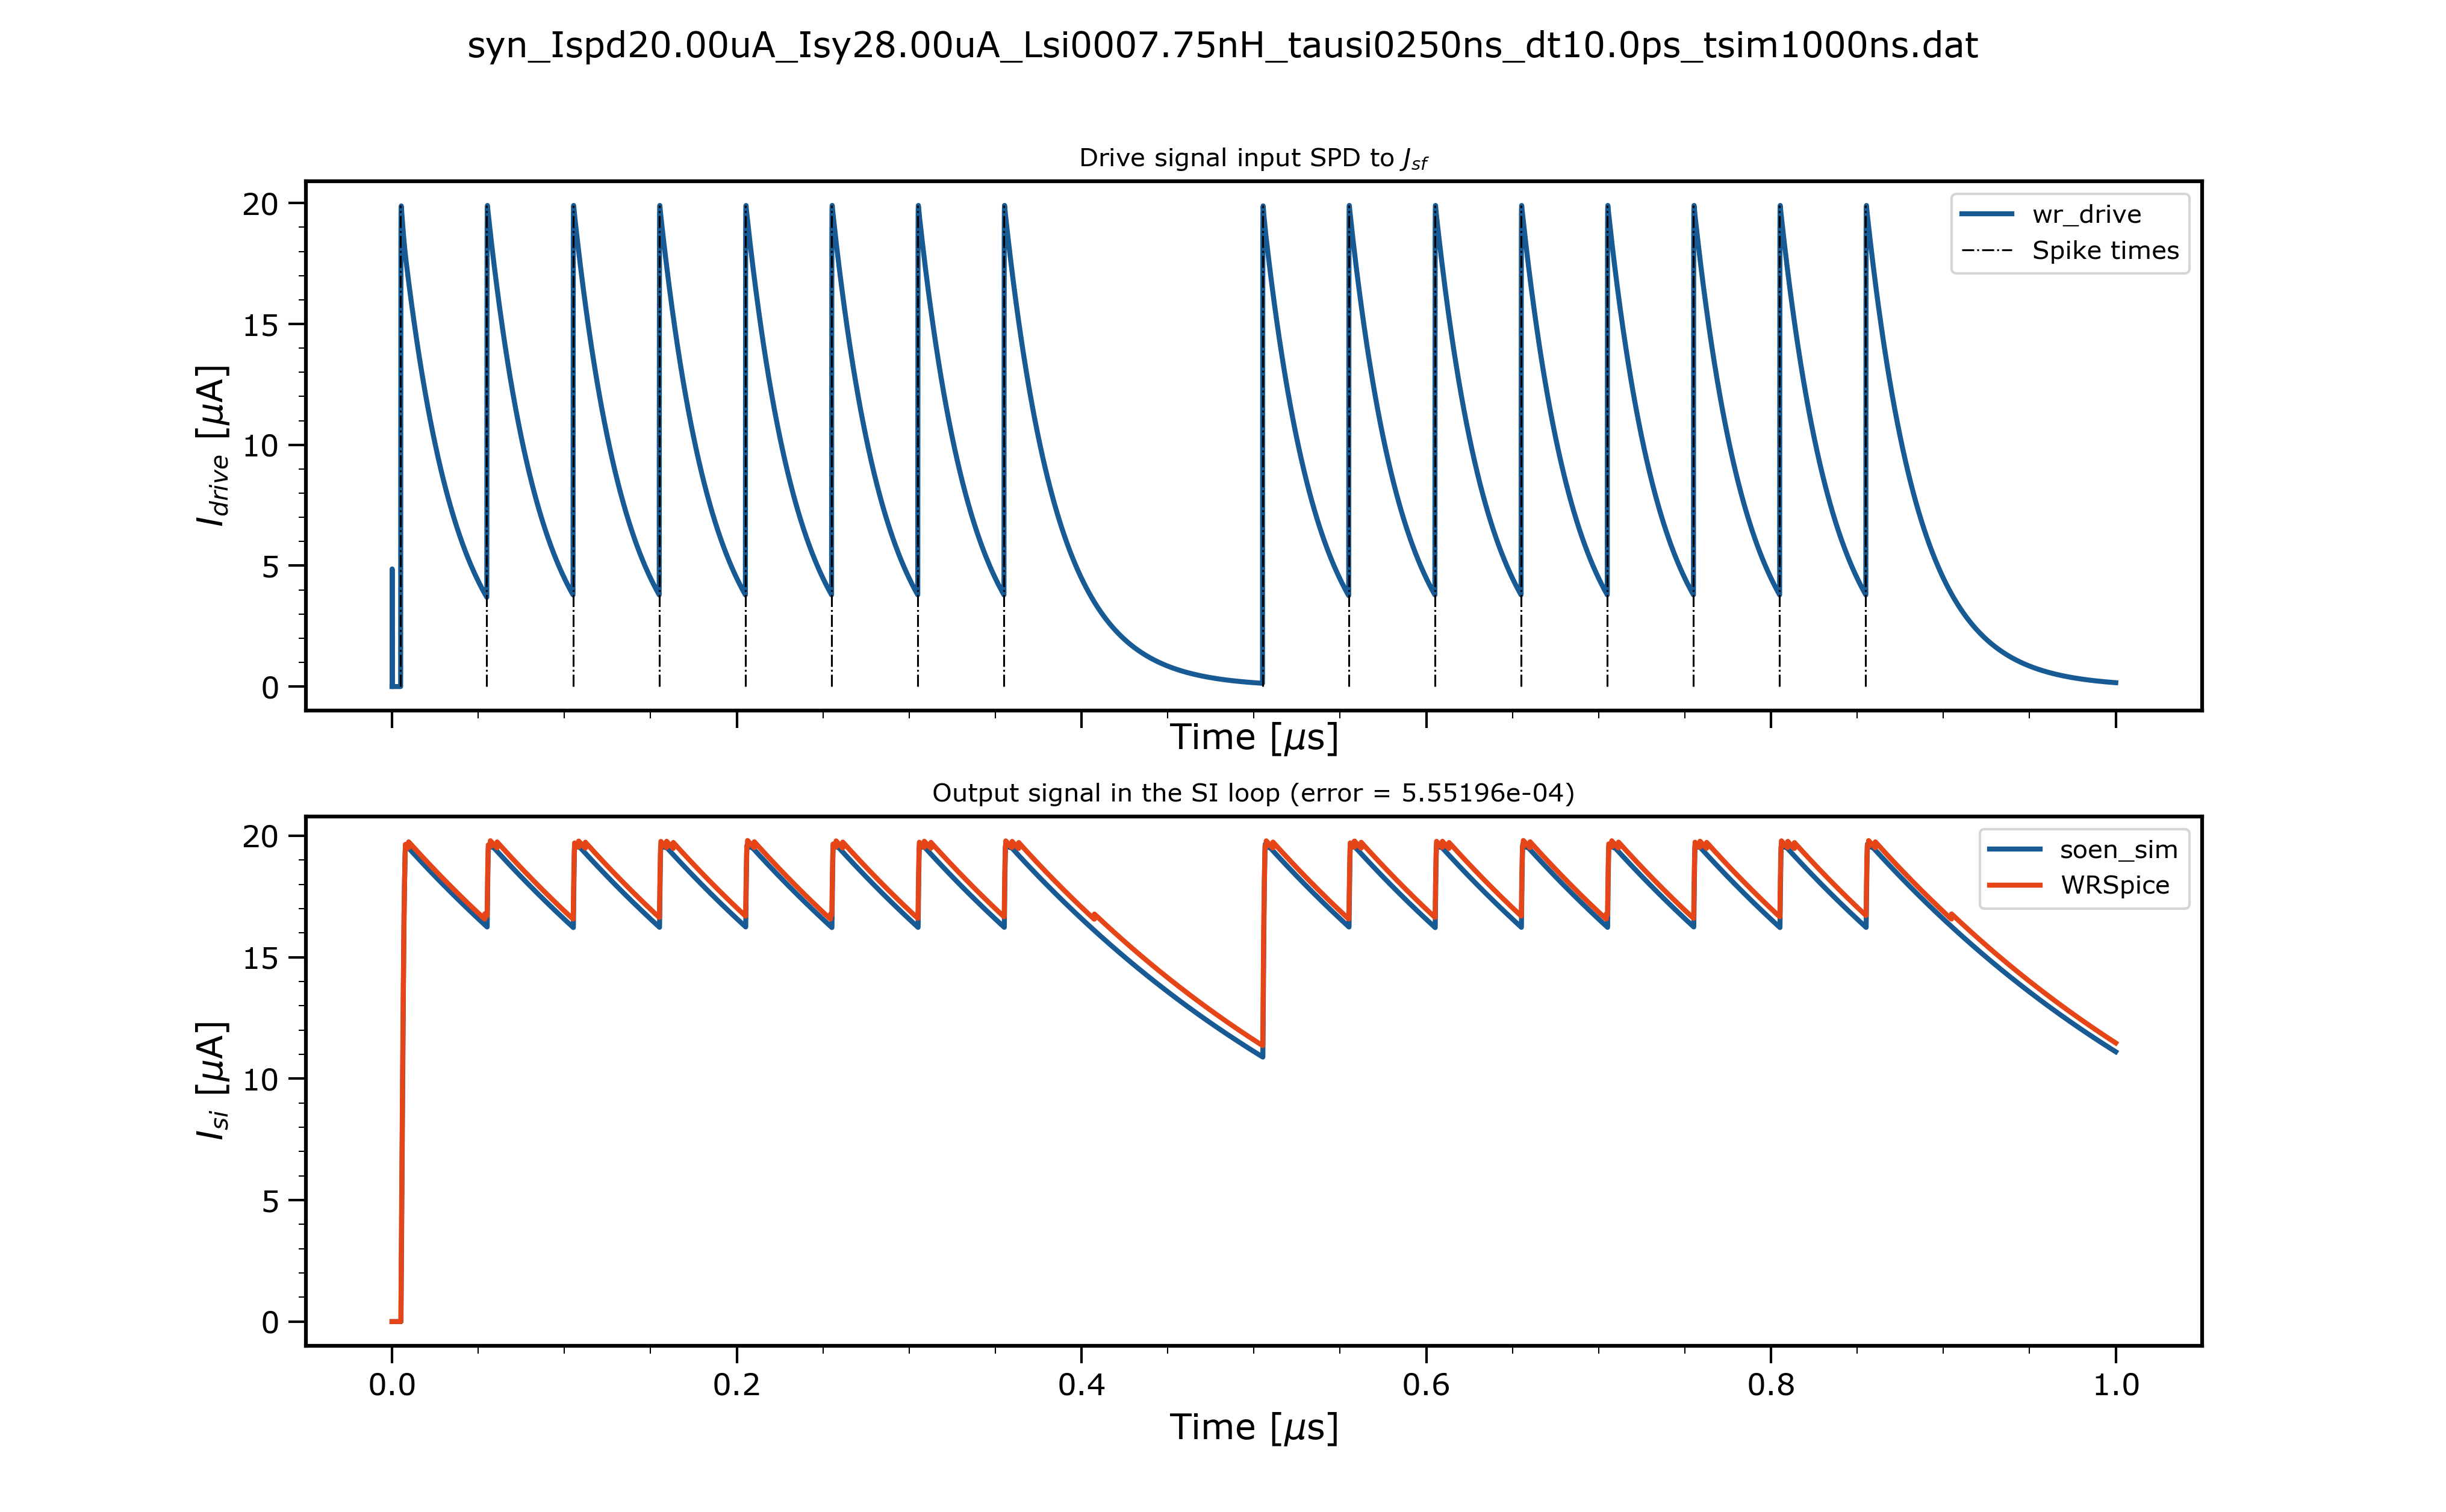 syn_Ispd20.00uA_Isy28.00uA_Lsi0007.75nH_tausi0250ns_dt10.0ps_tsim1000ns.dat
Drive signal input SPD to J_sf
I_drive [μA]
20
15
10
5
0
wr_drive
Spike times
Time [μs]
Output signal in the SI loop (error = 5.55196e-04)
I_si [μA]
20
15
10
5
0
soen_sim
WRSpice
0.0 0.2 0.4 0.6 0.8 1.0
Time [μs]